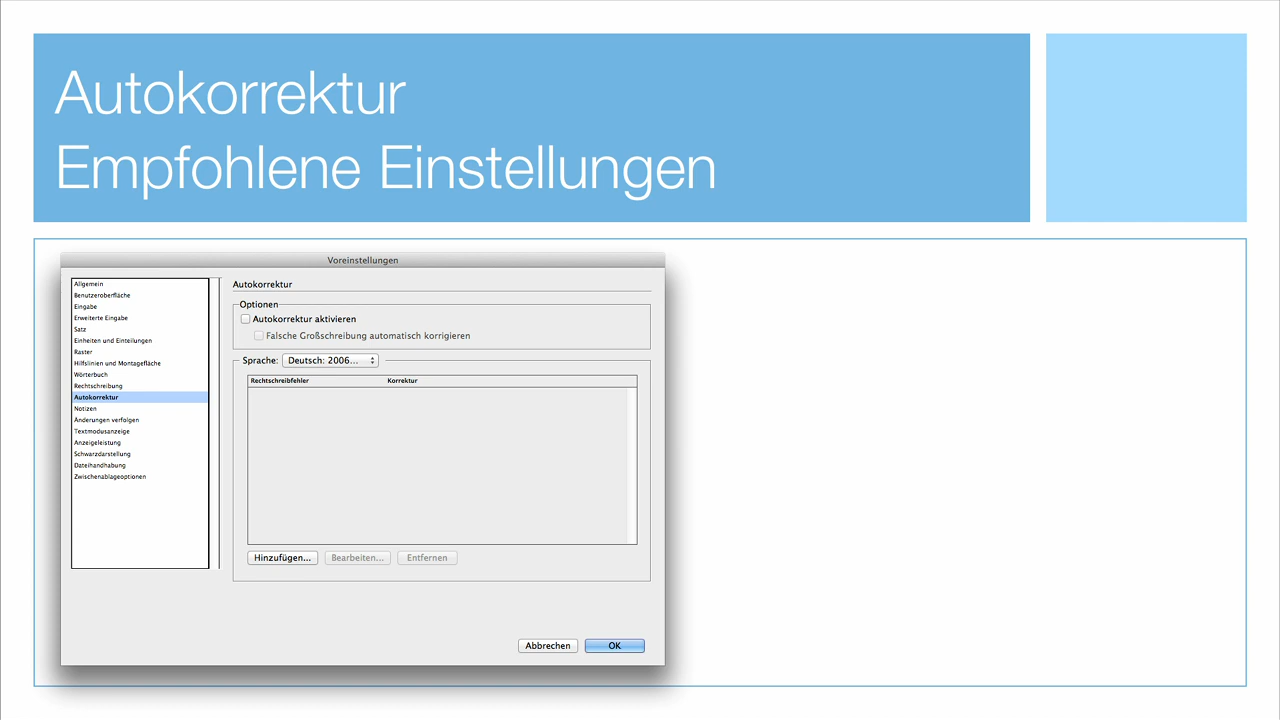 Autokorrektur
Empfohlene Einstellungen
Voreinstellungen
Allgemein
Benutzeroberfläche
Eingabe
Erweiterte Eingabe
Satz
Einheiten und Einteilungen
Raster
Hilfslinien und Montagefläche
Wörterbuch
Rechtschreibung
Autokorrektur
Notizen
Änderungen verfolgen
Textmodusanzeige
Anzeigeleistung
Schwarzdarstellung
Dateihandhabung
Zwischenablageoptionen
Autokorrektur
Optionen
Autokorrektur aktivieren
Falsche Großschreibung automatisch korrigieren
Sprache: Deutsch: 2006...
Rechtschreibfehler Korrektur
Hinzufügen... Bearbeiten... Entfernen
Abbrechen OK